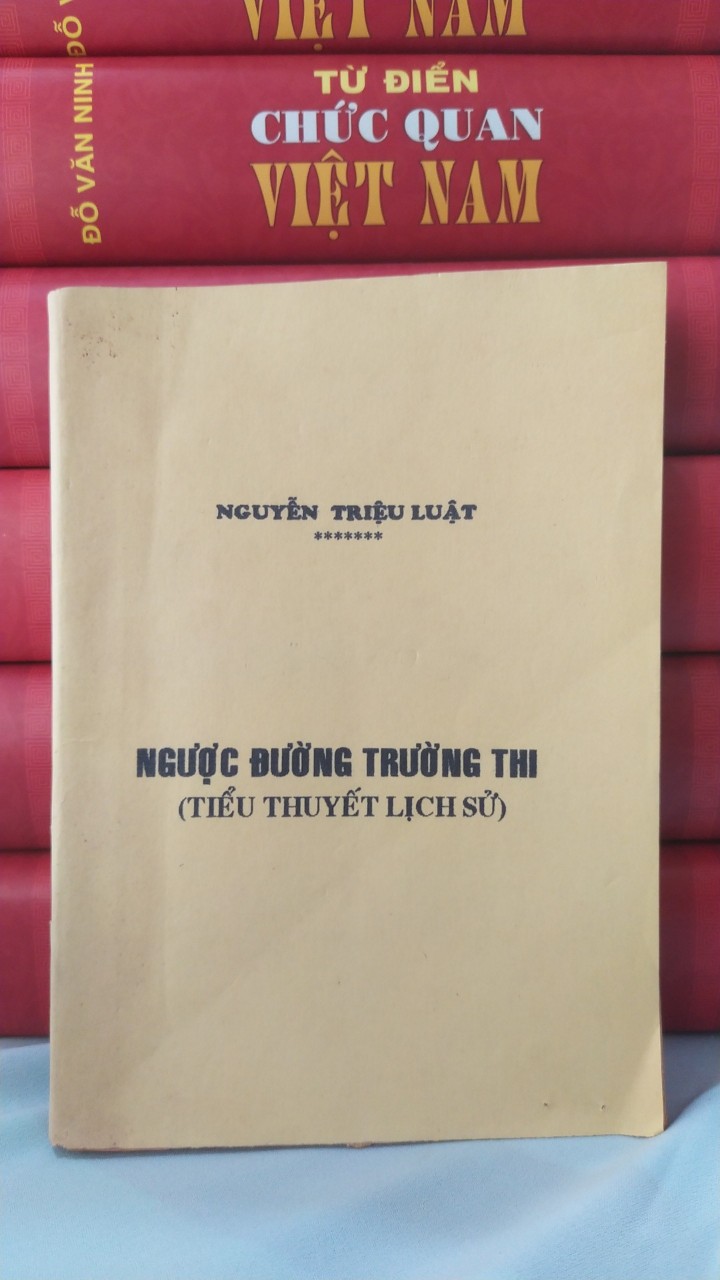 VIỆT NAM
ĐỖ V
ĐỖ VĂN NINH
TỪ ĐIỂN
CHỨC QUAN
VIỆT NAM
NGUYỄN TRIỆU LUẬT
*******
NGƯỢC ĐƯỜNG TRƯỜNG THI
(TIỂU THUYẾT LỊCH SỬ)